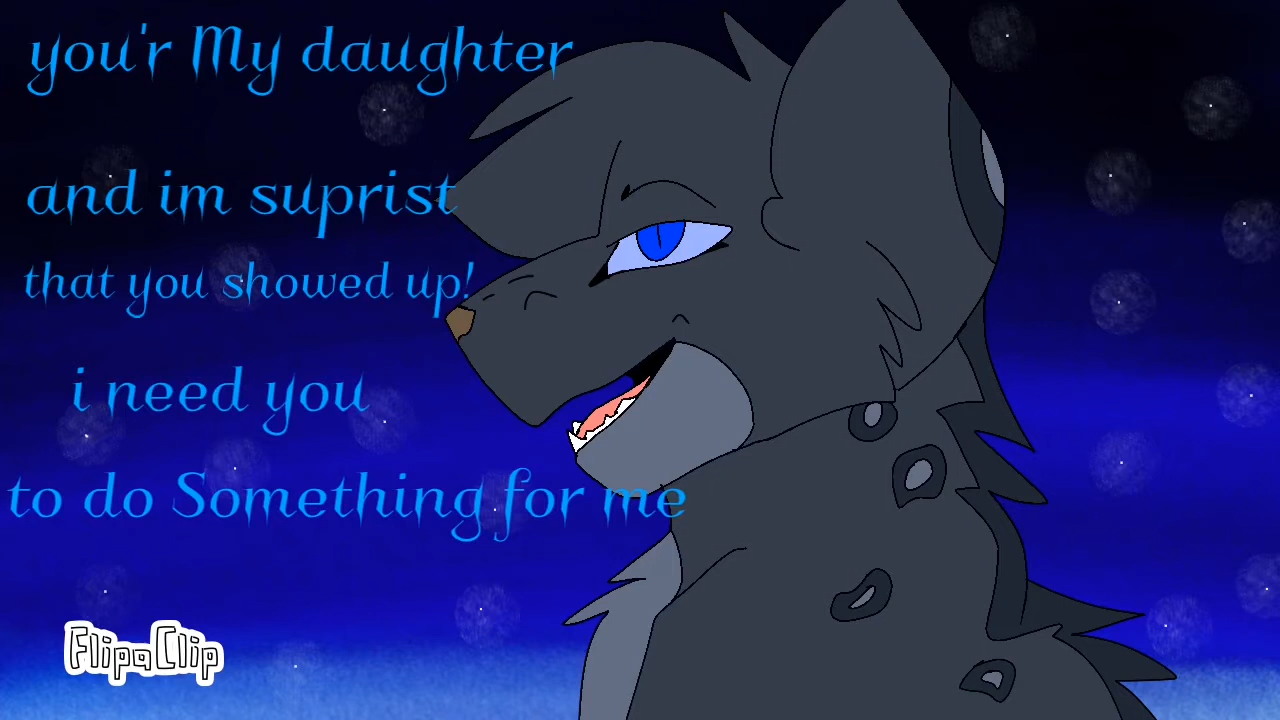 you'r My daughter
and im suprist
that you showed up!
i need you
to do Something for me
FlipaClip